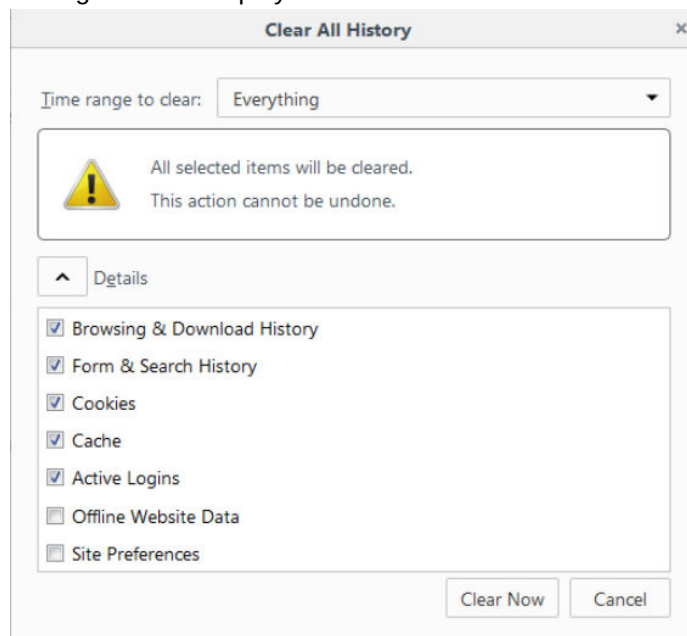 Clear All History
Time range to clear: Everything
All selected items will be cleared.
This action cannot be undone.
Details
Browsing & Download History
Form & Search History
Cookies
Cache
Active Logins
Offline Website Data
Site Preferences
Clear Now Cancel